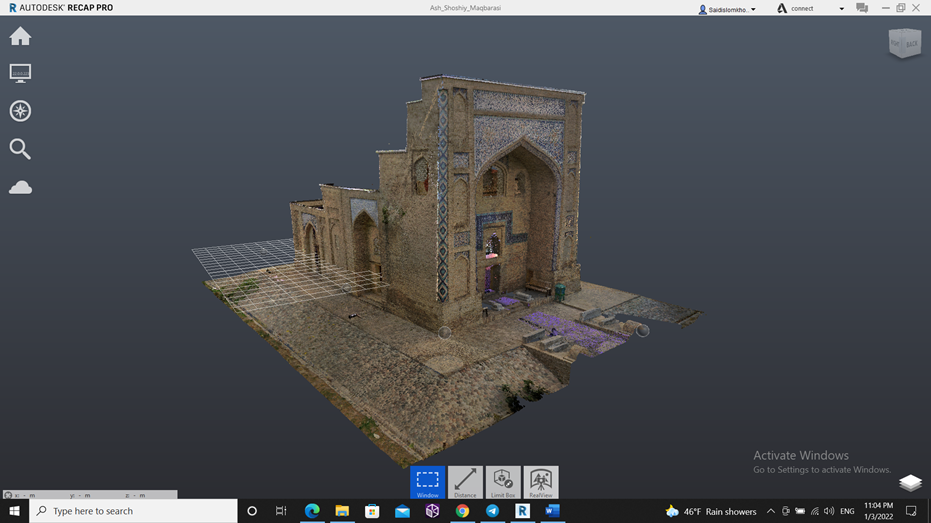 R AUTODESK® RECAP PRO
Ash_Shoshiy_Maqbarasi
Saidislomkho...
connect
BACK
Window
Distance
Limit Box
RealView
Activate Windows
Go to Settings to activate Windows.
x: - m y: - m z: - m
Type here to search
46°F Rain showers
ENG
11:04 PM
1/3/2022